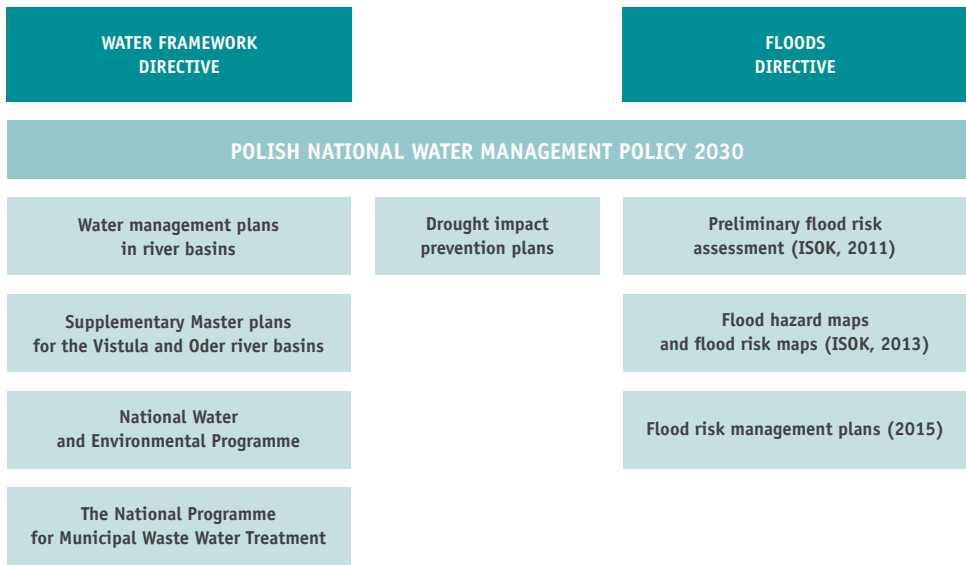 WATER FRAMEWORK
DIRECTIVE
FLOODS
DIRECTIVE
POLISH NATIONAL WATER MANAGEMENT POLICY 2030
Water management plans
in river basins
Drought impact
prevention plans
Preliminary flood risk
assessment (ISOK, 2011)
Supplementary Master plans
for the Vistula and Oder river basins
Flood hazard maps
and flood risk maps (ISOK, 2013)
National Water
and Environmental Programme
Flood risk management plans (2015)
The National Programme
for Municipal Waste Water Treatment